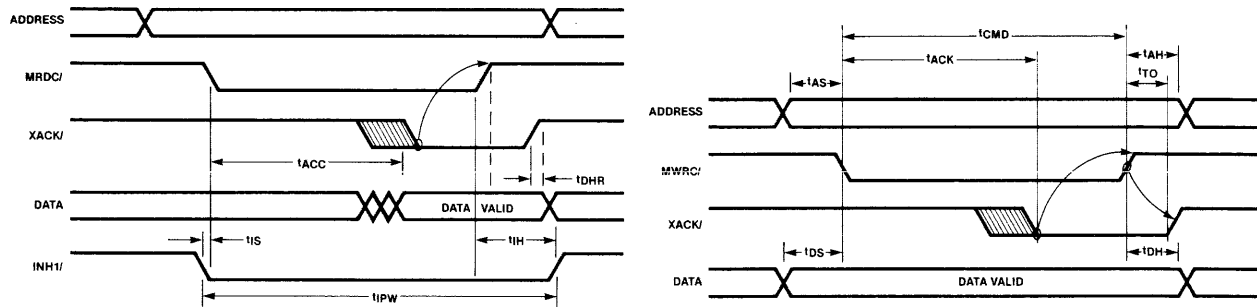 ADDRESS
MRDC/
XACK/
tACC
tDHR
DATA
DATA VALID
tIS
tIH
INH1/
tIPW
tCMD
tAH
tACK
tTO
tAS
ADDRESS
MWRC/
XACK/
tDS
tDH
DATA
DATA VALID